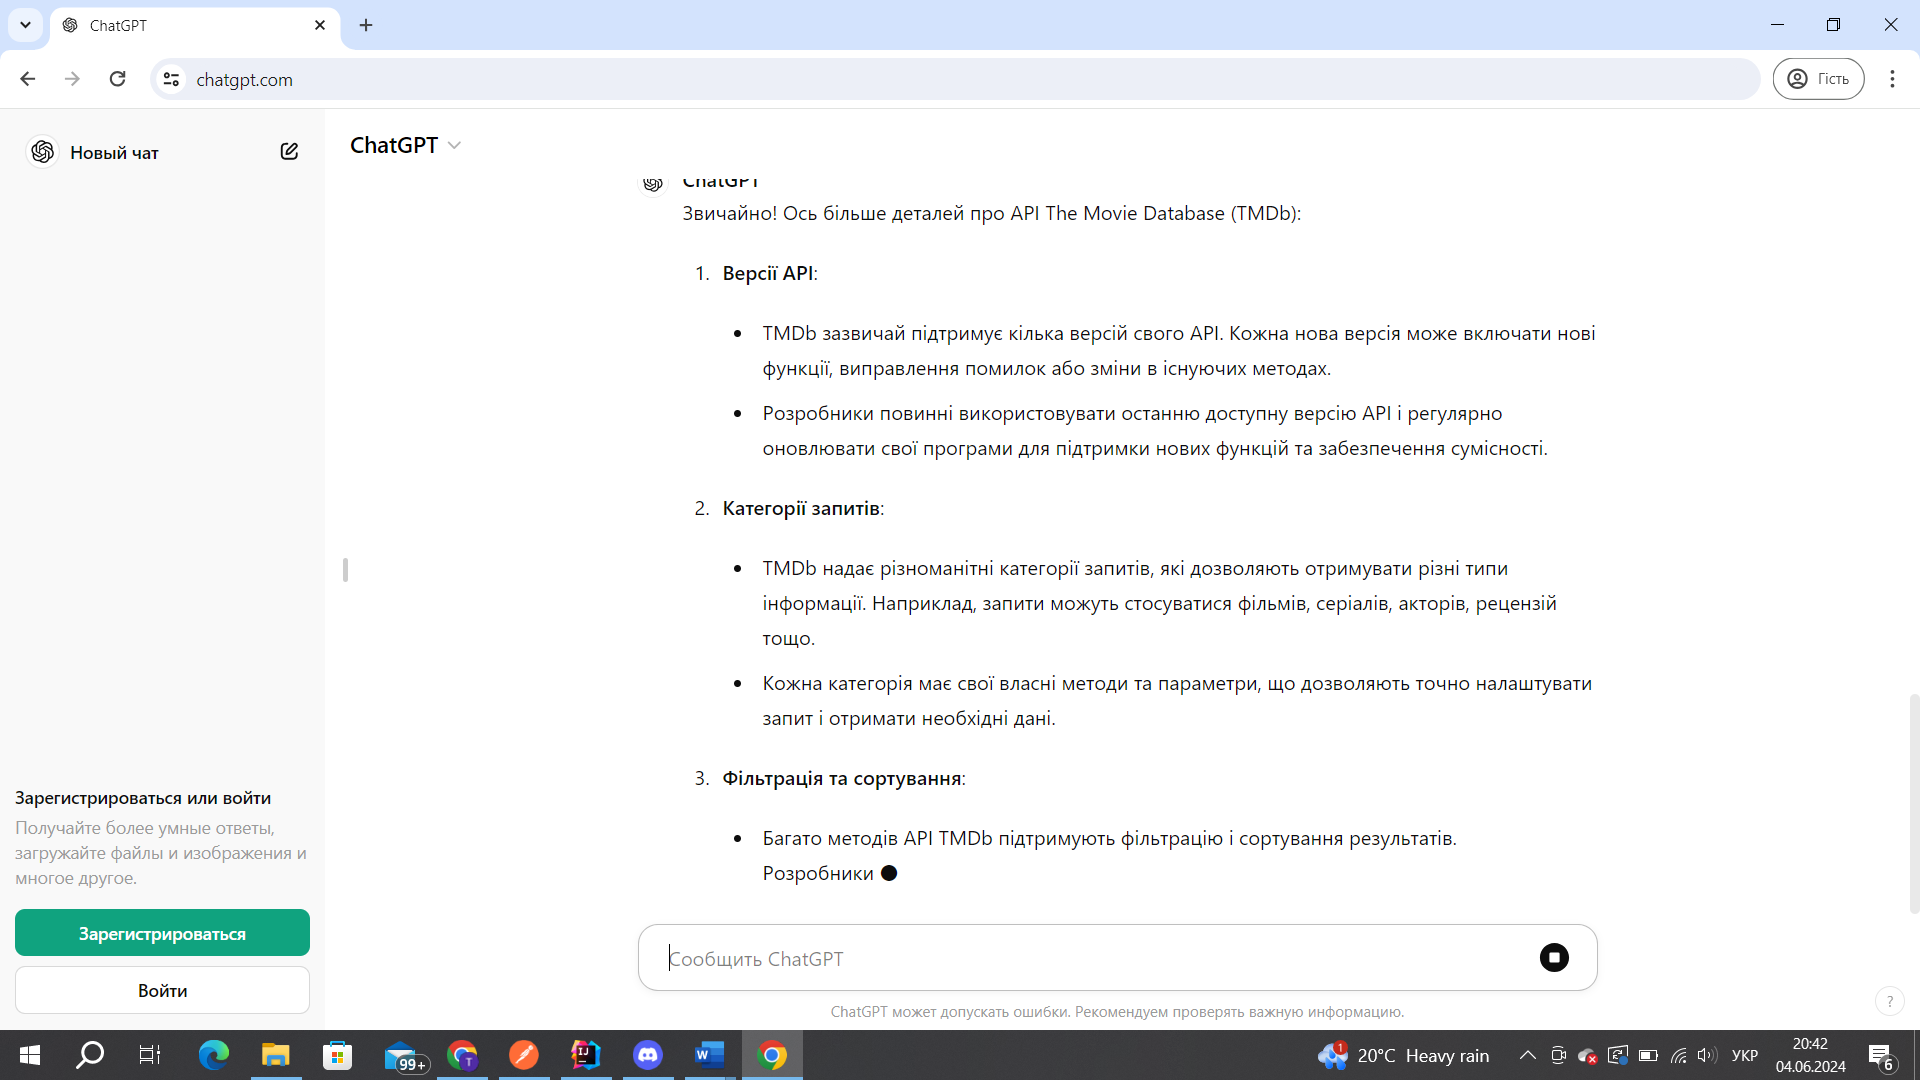 ChatGPT
chatgpt.com
Гість
Новый чат
ChatGPT
ChatGPT
Звичайно! Ось більше деталей про API The Movie Database (TMDb):
1. Версії API:
• TMDb зазвичай підтримує кілька версій свого API. Кожна нова версія може включати нові
функції, виправлення помилок або зміни в існуючих методах.
• Розробники повинні використовувати останню доступну версію API і регулярно
оновлювати свої програми для підтримки нових функцій та забезпечення сумісності.
2. Категорії запитів:
• TMDb надає різноманітні категорії запитів, які дозволяють отримувати різні типи
інформації. Наприклад, запити можуть стосуватися фільмів, серіалів, акторів, рецензій
тощо.
• Кожна категорія має свої власні методи та параметри, що дозволяють точно налаштувати
запит і отримати необхідні дані.
3. Фільтрація та сортування:
• Багато методів API TMDb підтримують фільтрацію і сортування результатів.
Розробники
Зарегистрироваться или войти
Получайте более умные ответы,
загружайте файлы и изображения и
многое другое.
Зарегистрироваться
Войти
Сообщить ChatGPT
ChatGPT может допускать ошибки. Рекомендуем проверять важную информацию.
?
99+
T
IJ
W
1
20°C Heavy rain
УКР
20:42
04.06.2024
6